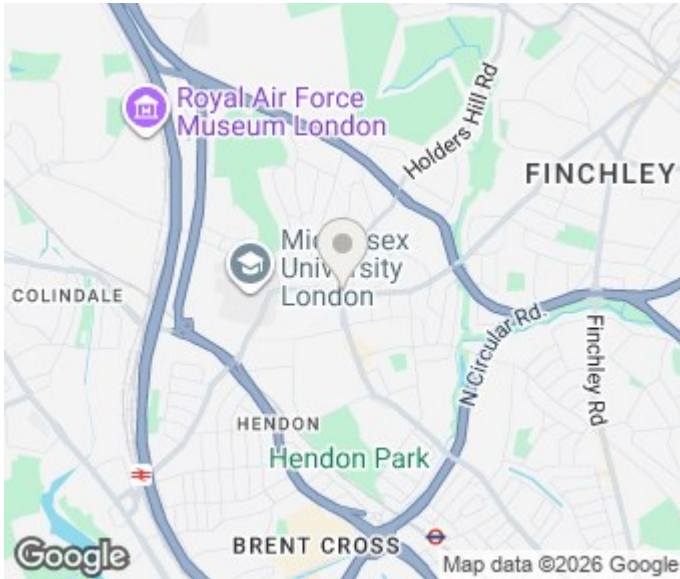 Royal Air Force
Museum London
Holders Hill Rd
FINCHLEY
University
London
COLINDALE
N Circular Rd.
Finchley Rd
HENDON
Hendon Park
BRENT CROSS
Google
Map data ©2026 Google